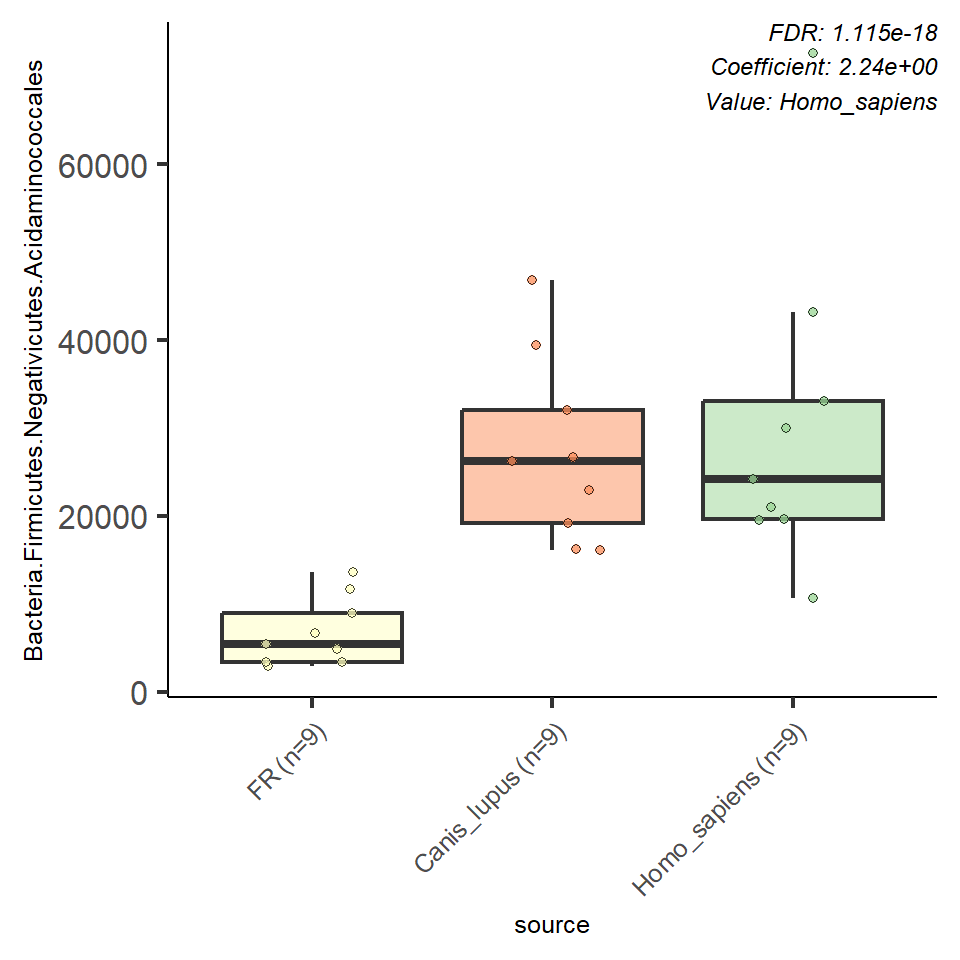 FDR: 1.115e-18
Coefficient: 2.24e+00
Value: Homo_sapiens
Bacteria.Firmicutes.Negativicutes.Acidaminococcales
60000
40000
20000
0
FR (n=9)
Canis_lupus (n=9)
Homo_sapiens (n=9)
source